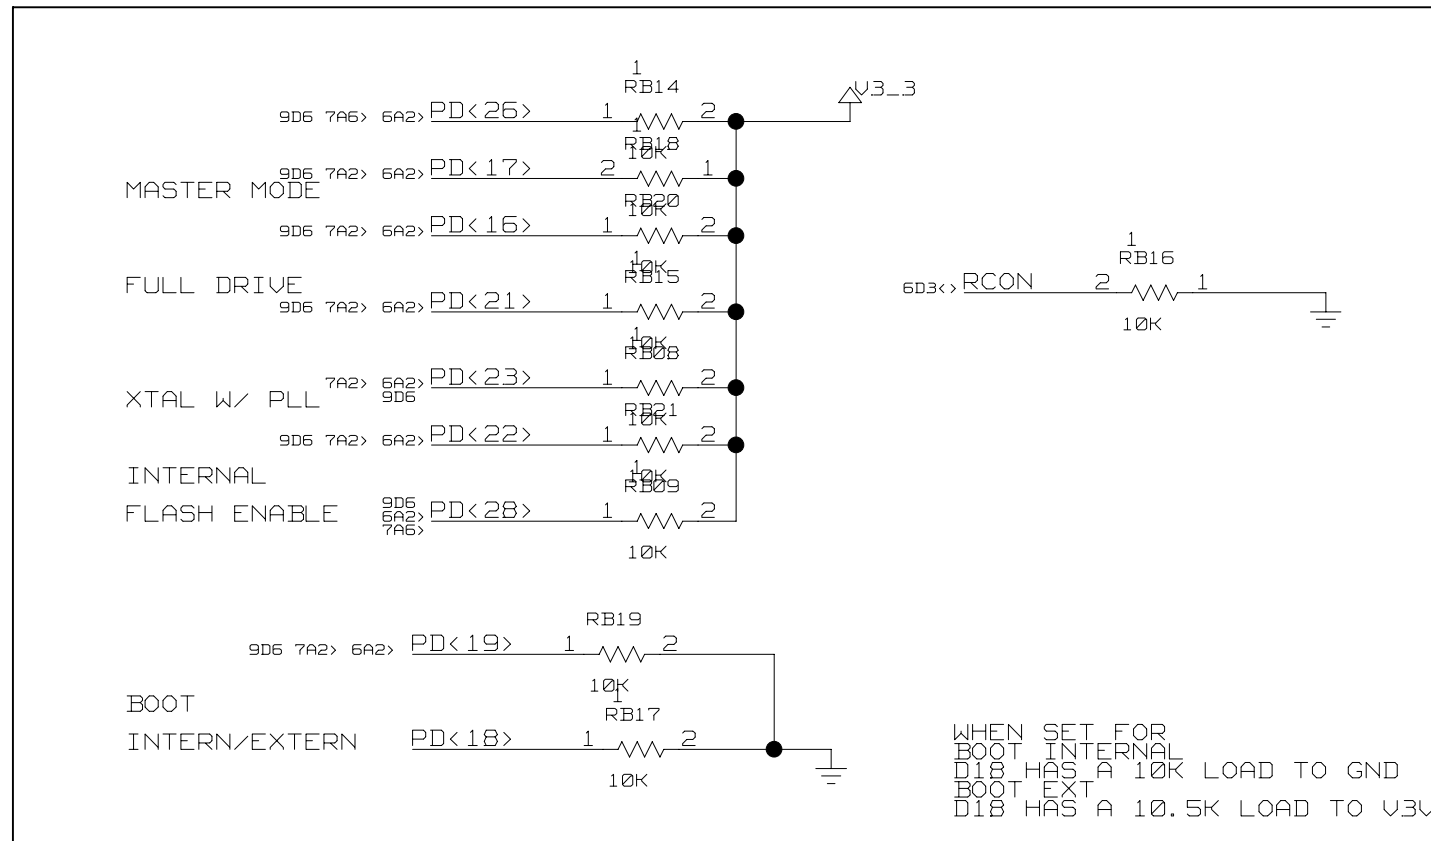 1
RB14
V3_3
9D6 7A6> 6A2> PD<26> 1 2
1
RB18
10K
9D6 7A2> 6A2> PD<17> 2 1
MASTER MODE
RB20
10K
9D6 7A2> 6A2> PD<16> 1 2
1
10K
RB15
FULL DRIVE
9D6 7A2> 6A2> PD<21> 1 2
1
10K
RB08
7A2> 6A2> PD<23> 1 2
9D6
XTAL W/ PLL
RB21
10K
9D6 7A2> 6A2> PD<22> 1 2
1
10K
RB09
INTERNAL
9D6
6A2> PD<28> 1 2
7A6>
FLASH ENABLE
10K
1
RB16
6D3<> RCON 2 1
10K
RB19
9D6 7A2> 6A2> PD<19> 1 2
10K
1
RB17
BOOT
INTERN/EXTERN PD<18> 1 2
10K
WHEN SET FOR
BOOT INTERNAL
D18 HAS A 10K LOAD TO GND
BOOT EXT
D18 HAS A 10.5K LOAD TO V3V